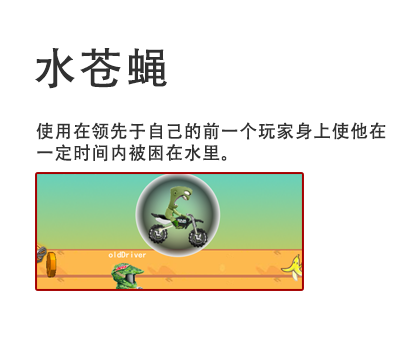 水苍蝇
使用在领先于自己的前一个玩家身上使他在
一定时间内被困在水里。
oldDriver